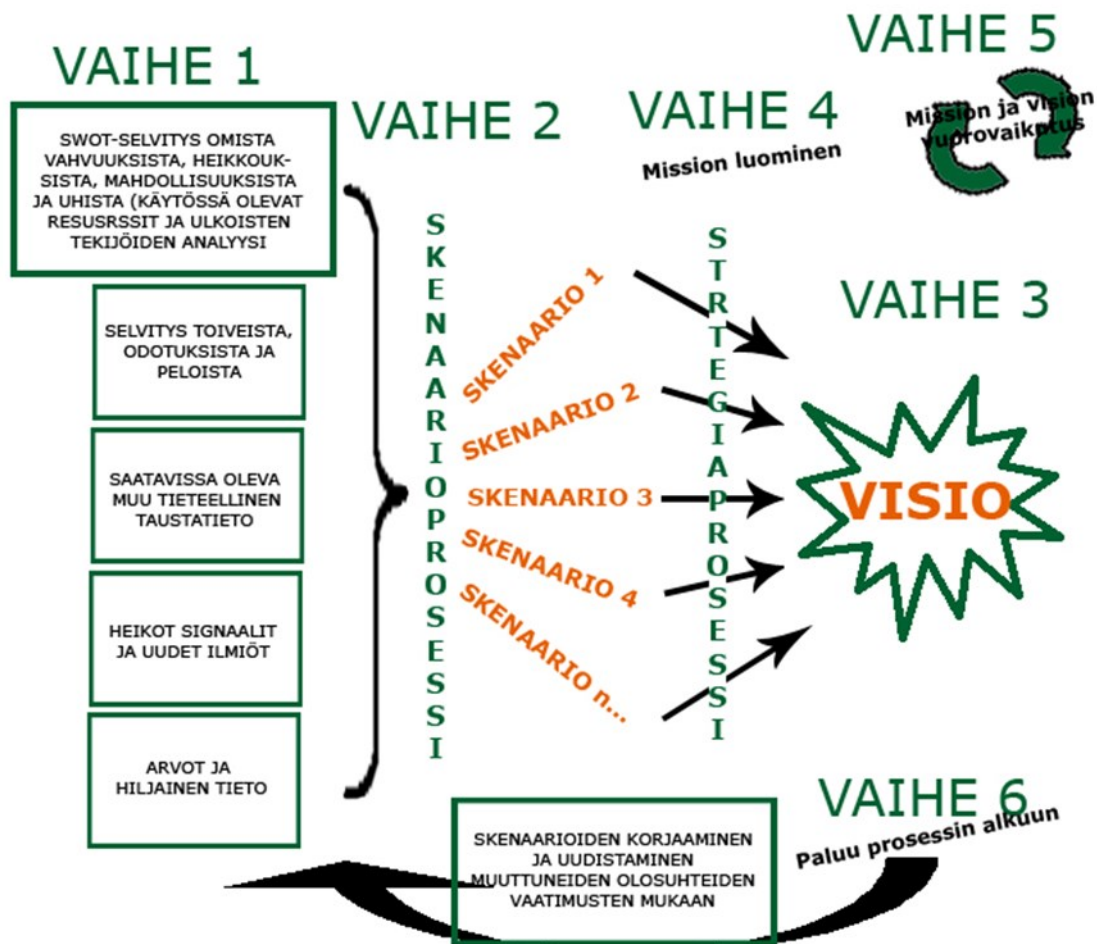 VAIHE 1
SWOT-SELVITYS OMISTA
VAHVUUKSISTA, HEIKKOUK-
SISTA, MAHDOLLISUUKSISTA
JA UHISTA (KÄYTÖSSÄ OLEVAT
RESUSRSSIT JA ULKOISTEN
TEKIJÖIDEN ANALYYSI
SELVITYS TOIVEISTA,
ODOTUKSISTA JA
PELOISTA
SAATAVISSA OLEVA
MUU TIETEELLINEN
TAUSTATIETO
HEIKOT SIGNAALIT
JA UUDET ILMIÖT
ARVOT JA
HILJAINEN TIETO
VAIHE 2
SKENAARIOPROSESSI
SKENAARIO 1
SKENAARIO 2
SKENAARIO 3
SKENAARIO 4
SKENAARIO n...
VAIHE 4
Mission luominen
STRTEGIAPROSESSI
VAIHE 5
Mission ja vision
vuprovaikutus
VAIHE 3
VISIO
VAIHE 6
Paluu prosessin alkuun
SKENAARIOIDEN KORJAAMINEN
JA UUDISTAMINEN
MUUTTUNEIDEN OLOSUHTEIDEN
VAATIMUSTEN MUKAAN